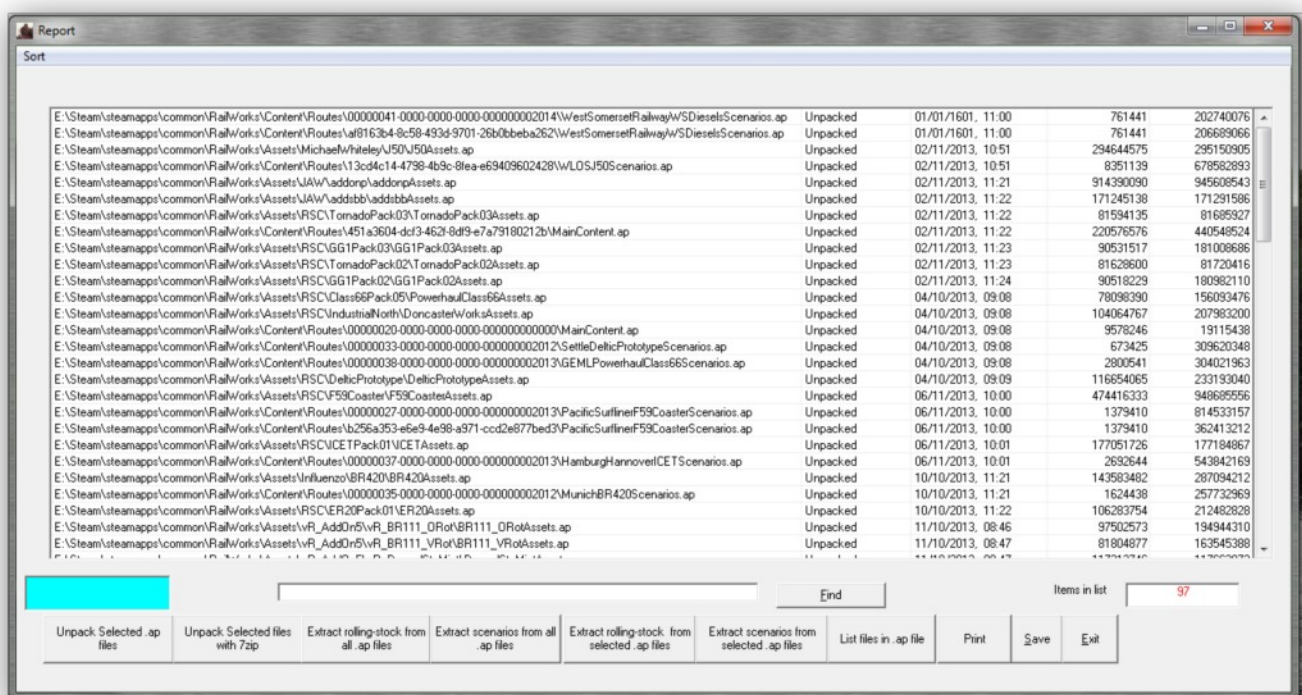 Report
Sort
E:\Steam\steamapps\common\RailWorks\Content\Routes\00000041-0000-0000-0000-000000002014\WestSomersetRailwayWSDieselsScenarios.ap Unpacked 01/01/1601, 11:00 761441 202740076
E:\Steam\steamapps\common\RailWorks\Content\Routes\af8163b4-8c58-493d-9701-26b0bbeba262\WestSomersetRailwayWSDieselsScenarios.ap Unpacked 01/01/1601, 11:00 761441 206689066
E:\Steam\steamapps\common\RailWorks\Assets\MichaelWhiteley\J50\J50Assets.ap Unpacked 02/11/2013, 10:51 294644575 295150905
E:\Steam\steamapps\common\RailWorks\Content\Routes\13cd4c14-4798-4b9c-8fea-e69409602428\WLOSJ50Scenarios.ap Unpacked 02/11/2013, 10:51 8351139 678582893
E:\Steam\steamapps\common\RailWorks\Assets\JAW\addonp\addonpAssets.ap Unpacked 02/11/2013, 11:21 914390090 945608543
E:\Steam\steamapps\common\RailWorks\Assets\JAW\addsbb\addsbbAssets.ap Unpacked 02/11/2013, 11:22 171245138 171291586
E:\Steam\steamapps\common\RailWorks\Assets\RSC\TornadoPack03\TornadoPack03Assets.ap Unpacked 02/11/2013, 11:22 81594135 81685927
E:\Steam\steamapps\common\RailWorks\Content\Routes\451a3604-dcf3-462f-8df9-e7a79180212b\MainContent.ap Unpacked 02/11/2013, 11:22 220576576 440548524
E:\Steam\steamapps\common\RailWorks\Assets\RSC\GG1Pack03\GG1Pack03Assets.ap Unpacked 02/11/2013, 11:23 90531517 181008686
E:\Steam\steamapps\common\RailWorks\Assets\RSC\TornadoPack02\TornadoPack02Assets.ap Unpacked 02/11/2013, 11:23 81628600 81720416
E:\Steam\steamapps\common\RailWorks\Assets\RSC\GG1Pack02\GG1Pack02Assets.ap Unpacked 02/11/2013, 11:24 90518229 180982110
E:\Steam\steamapps\common\RailWorks\Assets\RSC\Class66Pack05\PowerhaulClass66Assets.ap Unpacked 04/10/2013, 09:08 78098390 156093476
E:\Steam\steamapps\common\RailWorks\Assets\RSC\IndustrialNorth\DoncasterWorksAssets.ap Unpacked 04/10/2013, 09:08 104064767 207983200
E:\Steam\steamapps\common\RailWorks\Content\Routes\00000020-0000-0000-0000-000000000000\MainContent.ap Unpacked 04/10/2013, 09:08 9578246 19115438
E:\Steam\steamapps\common\RailWorks\Content\Routes\00000033-0000-0000-0000-000000002012\SettleDelticPrototypeScenarios.ap Unpacked 04/10/2013, 09:08 673425 309620348
E:\Steam\steamapps\common\RailWorks\Content\Routes\00000038-0000-0000-0000-000000002013\GEMLPowerhaulClass66Scenarios.ap Unpacked 04/10/2013, 09:08 2800541 304021963
E:\Steam\steamapps\common\RailWorks\Assets\RSC\DelticPrototype\DelticPrototypeAssets.ap Unpacked 04/10/2013, 09:09 116654065 233193040
E:\Steam\steamapps\common\RailWorks\Assets\RSC\F59Coaster\F59CoasterAssets.ap Unpacked 06/11/2013, 10:00 474416333 948685556
E:\Steam\steamapps\common\RailWorks\Content\Routes\00000027-0000-0000-0000-000000002013\PacificSurflinerF59CoasterScenarios.ap Unpacked 06/11/2013, 10:00 1379410 814533157
E:\Steam\steamapps\common\RailWorks\Content\Routes\b256a353-e6e9-4e98-a971-ccd2e877bed3\PacificSurflinerF59CoasterScenarios.ap Unpacked 06/11/2013, 10:00 1379410 362413212
E:\Steam\steamapps\common\RailWorks\Assets\RSC\ICETPack01\ICETAssets.ap Unpacked 06/11/2013, 10:01 177051726 177184867
E:\Steam\steamapps\common\RailWorks\Content\Routes\00000037-0000-0000-0000-000000002013\HamburgHannoverICETScenarios.ap Unpacked 06/11/2013, 10:01 2692644 543842169
E:\Steam\steamapps\common\RailWorks\Assets\Influenzo\BR420\BR420Assets.ap Unpacked 10/10/2013, 11:21 143583482 287094212
E:\Steam\steamapps\common\RailWorks\Content\Routes\00000035-0000-0000-0000-000000002012\MunichBR420Scenarios.ap Unpacked 10/10/2013, 11:21 1624438 257732969
E:\Steam\steamapps\common\RailWorks\Assets\RSC\ER20Pack01\ER20Assets.ap Unpacked 10/10/2013, 11:22 106283754 212482828
E:\Steam\steamapps\common\RailWorks\Assets\vR_AddOn5\vR_BR111_ORot\BR111_ORotAssets.ap Unpacked 11/10/2013, 08:46 97502573 194944310
E:\Steam\steamapps\common\RailWorks\Assets\vR_AddOn5\vR_BR111_VRot\BR111_VRotAssets.ap Unpacked 11/10/2013, 08:47 81804877 163545388
Find
Items in list 97
Unpack Selected .ap files
Unpack Selected files with 7zip
Extract rolling-stock from all .ap files
Extract scenarios from all .ap files
Extract rolling-stock from selected .ap files
Extract scenarios from selected .ap files
List files in .ap file
Print
Save
Exit